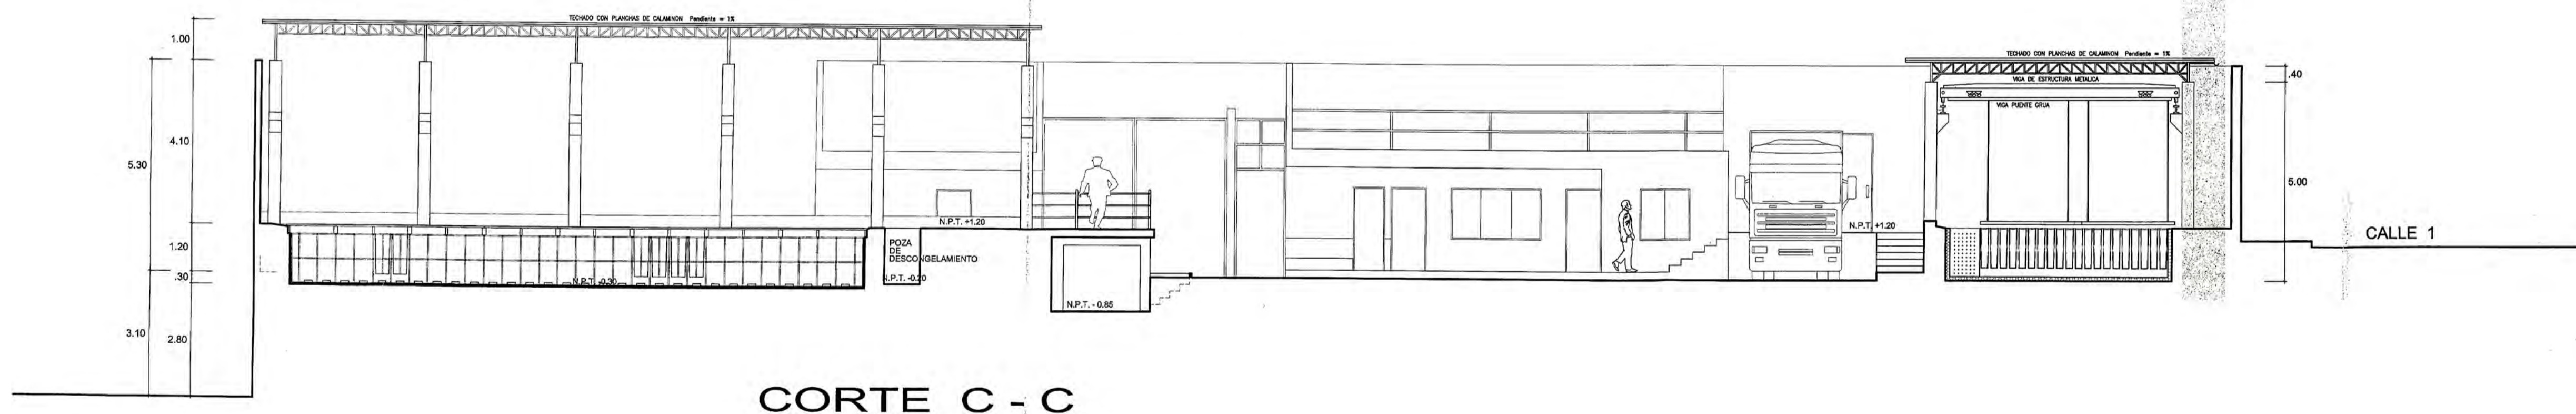 TECHADO CON PLANCHAS DE CALAMINON Pendiente = 1%
1.00
TECHADO CON PLANCHAS DE CALAMINON Pendiente = 1%
.40
VIGA DE ESTRUCTURA METALICA
VIGA PUENTE GRUA
4.10
5.30
5.00
N.P.T. +1.20
N.P.T. +1.20
CALLE 1
1.20
POZA
DE
DESCONGELAMIENTO
.30
N.P.T. -0.30
N.P.T. - 0.85
3.10
2.80
CORTE C - C